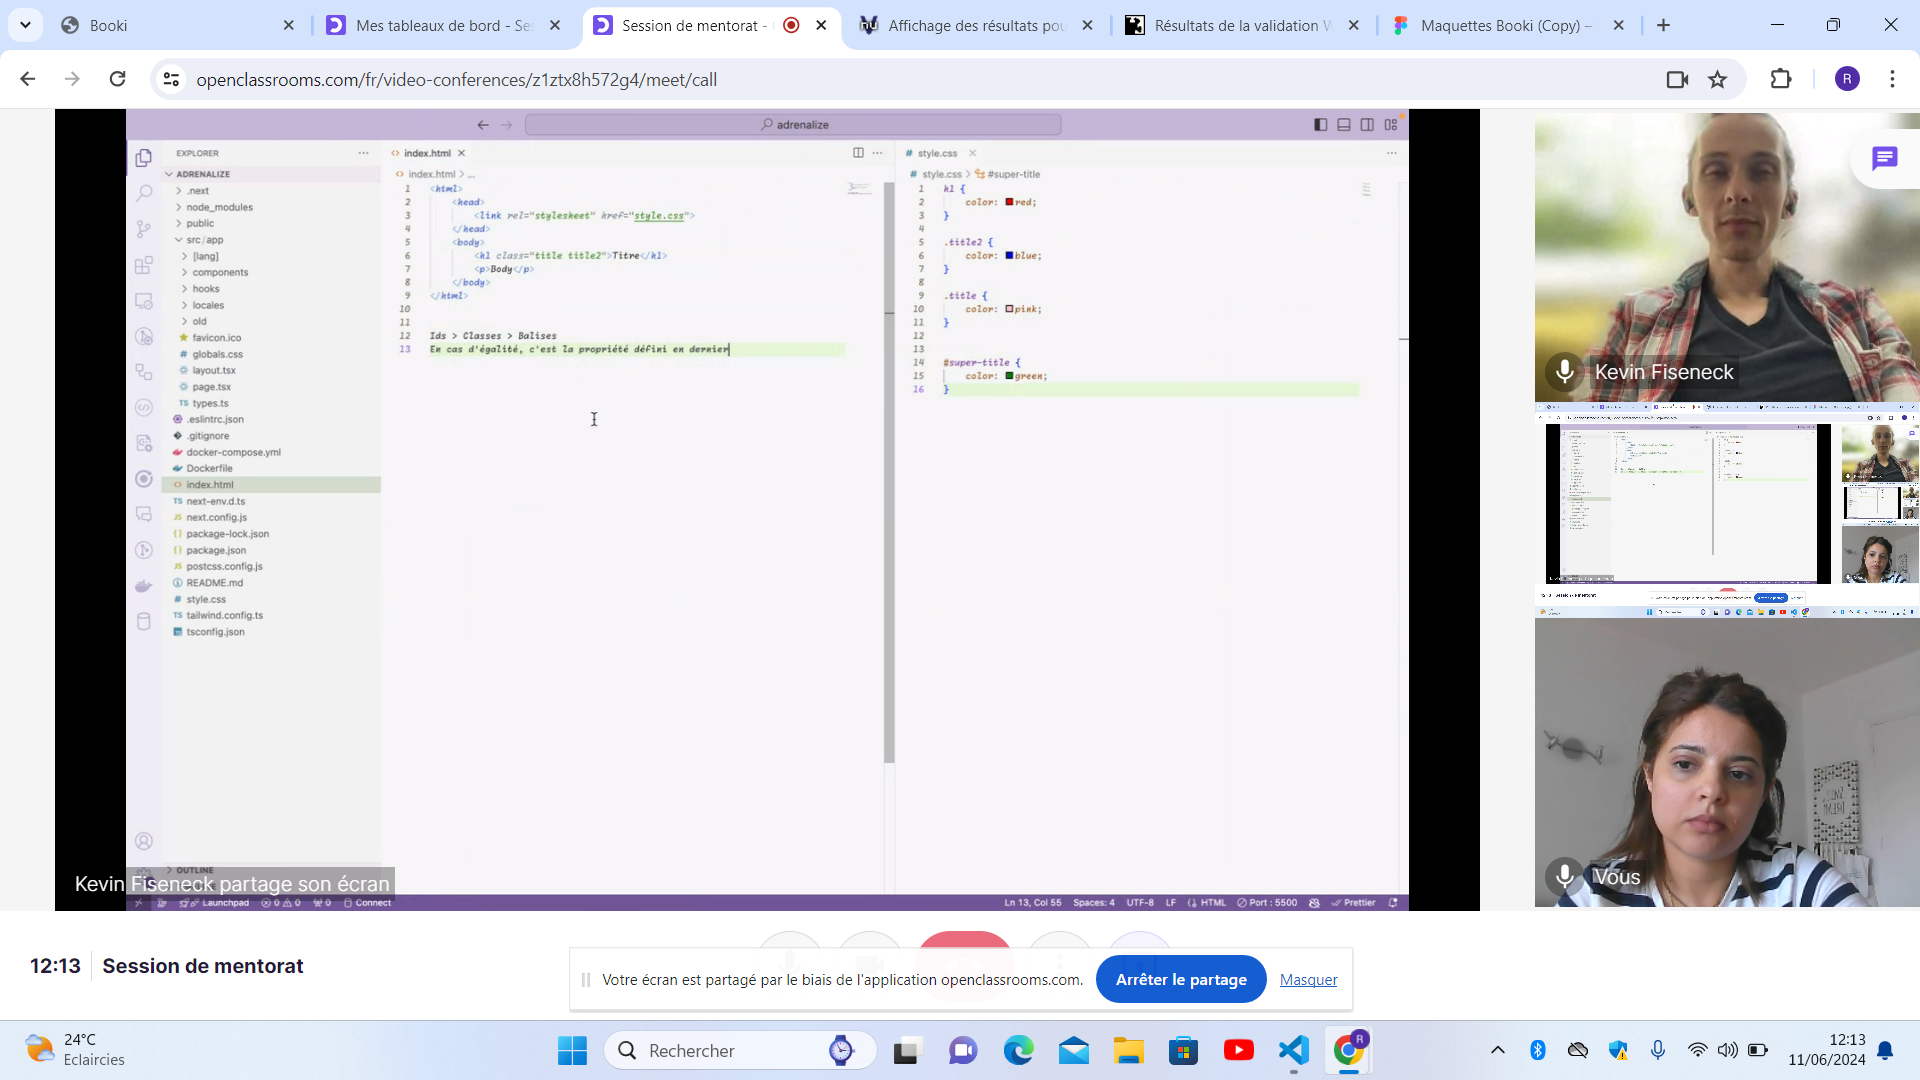 Booki
Mes tableaux de bord - Se
Session de mentorat -
Affichage des résultats pou
Résultats de la validation W
Maquettes Booki (Copy) –
openclassrooms.com/fr/video-conferences/z1ztx8h572g4/meet/call
R
adrenalize
EXPLORER
ADRENALIZE
.next
node_modules
public
src/app
[lang]
components
hooks
locales
old
favicon.ico
globals.css
layout.tsx
page.tsx
TS types.ts
.eslintrc.json
.gitignore
docker-compose.yml
Dockerfile
index.html
TS next-env.d.ts
JS next.config.js
package-lock.json
package.json
JS postcss.config.js
README.md
# style.css
TS tailwind.config.ts
tsconfig.json
OUTLINE
index.html
index.html > ...
1 <html>
2 <head>
3 <link rel="stylesheet" href="style.css">
4 </head>
5 <body>
6 <h1 class="title title2">Titre</h1>
7 <p>Body</p>
8 </body>
9 </html>
10
11
12 Ids > Classes > Balises
13 En cas d'égalité, c'est la propriété défini en dernier
# style.css
# style.css > #super-title
1 h1 {
2 color: red;
3 }
4
5 .title2 {
6 color: blue;
7 }
8
9 .title {
10 color: pink;
11 }
12
13
14 #super-title {
15 color: green;
16 }
Kevin Fiseneck partage son écran
Launchpad
0 0
0
Connect
Ln 13, Col 55
Spaces: 4
UTF-8
LF
HTML
Port : 5500
Prettier
Kevin Fiseneck
Vous
12:13
Session de mentorat
Votre écran est partagé par le biais de l'application openclassrooms.com.
Arrêter le partage
Masquer
24°C
Eclaircies
Rechercher
R
12:13
11/06/2024